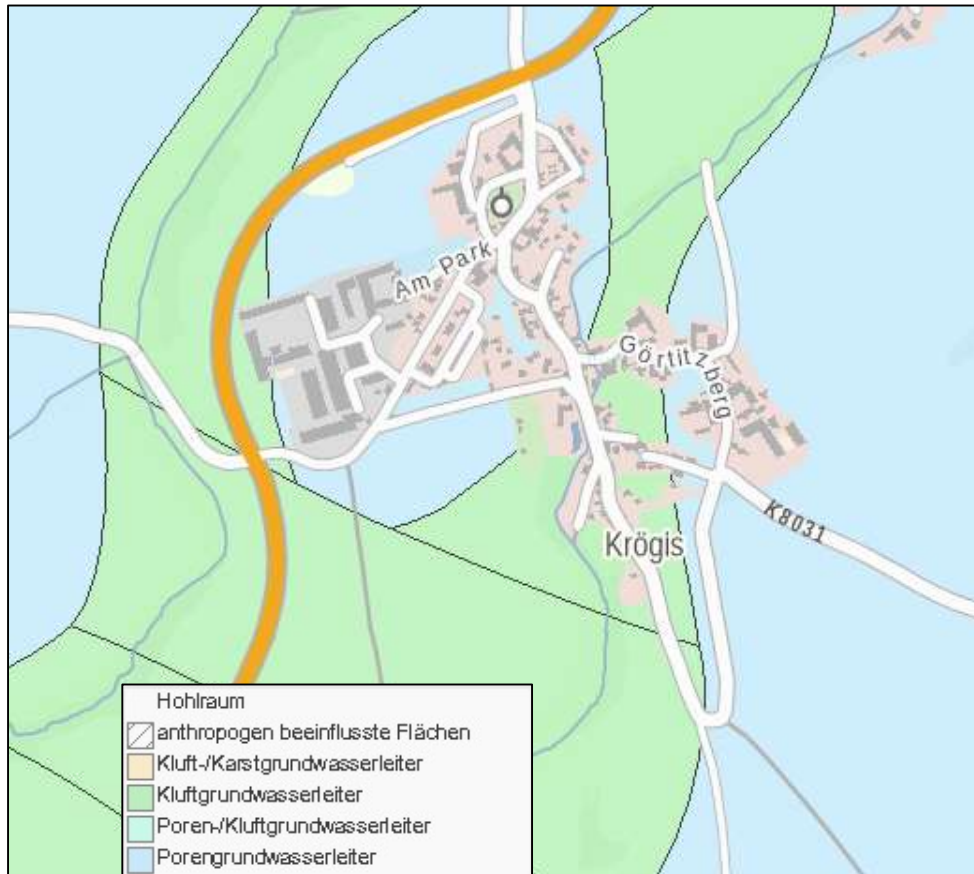 Am Park
Görtitzberg
K8031
Krögis
Hohlraum
anthropogen beeinflusste Flächen
Kluft-/Karstgrundwasserleiter
Kluftgrundwasserleiter
Poren-/Kluftgrundwasserleiter
Porengrundwasserleiter